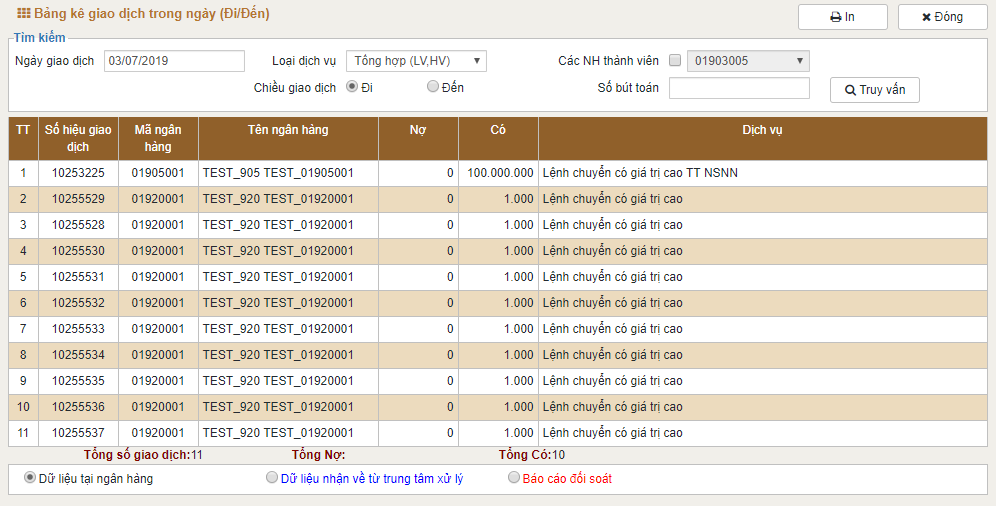 Bảng kê giao dịch trong ngày (Đi/Đến)
In
Đóng
Tìm kiếm
Ngày giao dịch 03/07/2019 Loại dịch vụ Tổng hợp (LV,HV) Các NH thành viên 01903005
Chiều giao dịch Đi Đến Số bút toán Truy vấn
TT Số hiệu giao dịch Mã ngân hàng Tên ngân hàng Nợ Có Dịch vụ
1 10253225 01905001 TEST_905 TEST_01905001 0 100.000.000 Lệnh chuyển có giá trị cao TT NSNN
2 10255529 01920001 TEST_920 TEST_01920001 0 1.000 Lệnh chuyển có giá trị cao
3 10255528 01920001 TEST_920 TEST_01920001 0 1.000 Lệnh chuyển có giá trị cao
4 10255530 01920001 TEST_920 TEST_01920001 0 1.000 Lệnh chuyển có giá trị cao
5 10255531 01920001 TEST_920 TEST_01920001 0 1.000 Lệnh chuyển có giá trị cao
6 10255532 01920001 TEST_920 TEST_01920001 0 1.000 Lệnh chuyển có giá trị cao
7 10255533 01920001 TEST_920 TEST_01920001 0 1.000 Lệnh chuyển có giá trị cao
8 10255534 01920001 TEST_920 TEST_01920001 0 1.000 Lệnh chuyển có giá trị cao
9 10255535 01920001 TEST_920 TEST_01920001 0 1.000 Lệnh chuyển có giá trị cao
10 10255536 01920001 TEST_920 TEST_01920001 0 1.000 Lệnh chuyển có giá trị cao
11 10255537 01920001 TEST_920 TEST_01920001 0 1.000 Lệnh chuyển có giá trị cao
Tổng số giao dịch:11 Tổng Nợ: Tổng Có:10
Dữ liệu tại ngân hàng Dữ liệu nhận về từ trung tâm xử lý Báo cáo đối soát